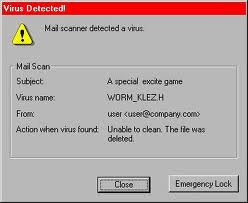 Virus Detected!
Mail scanner detected a virus.
Mail Scan
Subject: A special excite game
Virus name: WORM_KLEZ.H
From: user <user@company.com>
Action when virus found: Unable to clean. The file was
deleted.
Close Emergency Lock